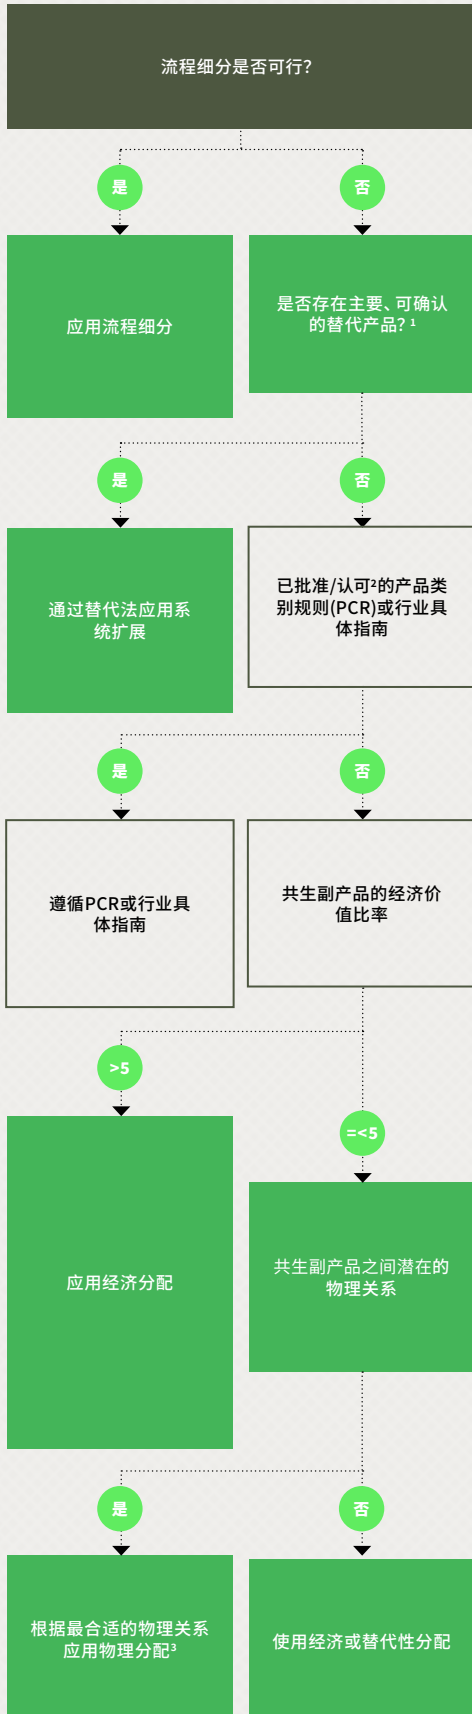 流程细分是否可行？
是
否
应用流程细分
是否存在主要、可确认
的替代产品？¹
是
否
通过替代法应用系
统扩展
已批准/认可²的产品类
别规则(PCR)或行业具
体指南
是
否
遵循PCR或行业具
体指南
共生副产品的经济价
值比率
>5
=<5
应用经济分配
共生副产品之间潜在的
物理关系
是
否
根据最合适的物理关系
应用物理分配³
使用经济或替代性分配